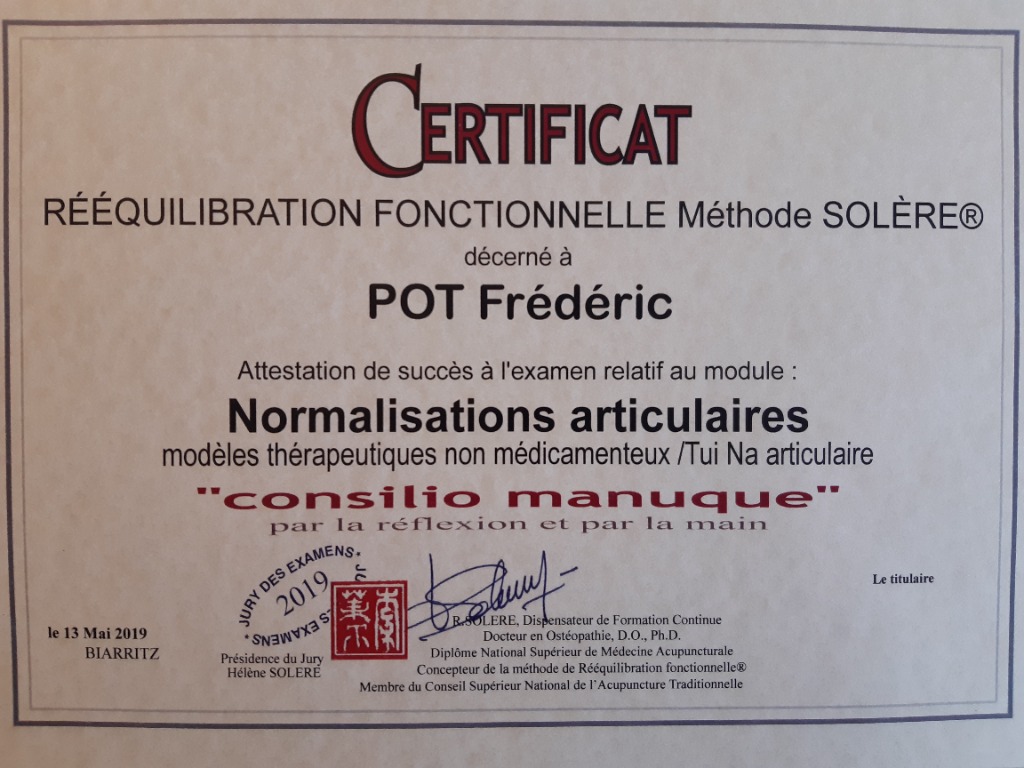 CERTIFICAT
RÉÉQUILIBRATION FONCTIONNELLE Méthode SOLÈRE®
décerné à
POT Frédéric
Attestation de succès à l'examen relatif au module :
Normalisations articulaires
modèles thérapeutiques non médicamenteux /Tui Na articulaire
"consilio manuque"
par la réflexion et par la main
JURY DES EXAMENS
2019
Le titulaire
le 13 Mai 2019
BIARRITZ
Présidence du Jury
Hélène SOLERE
R.SOLERE, Dispensateur de Formation Continue
Docteur en Ostéopathie, D.O., Ph.D.
Diplôme National Supérieur de Médecine Acupuncturale
Concepteur de la méthode de Rééquilibration fonctionnelle®
Membre du Conseil Supérieur National de l'Acupuncture Traditionnelle